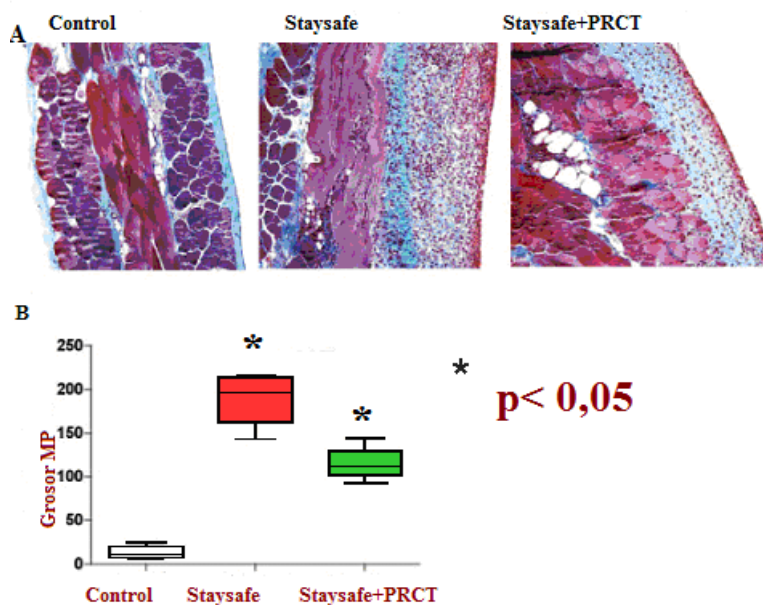 Control Staysafe Staysafe+PRCT
A
B
250
200
150
100
50
0
Grosor MP
*
*
*
p< 0,05
Control Staysafe Staysafe+PRCT